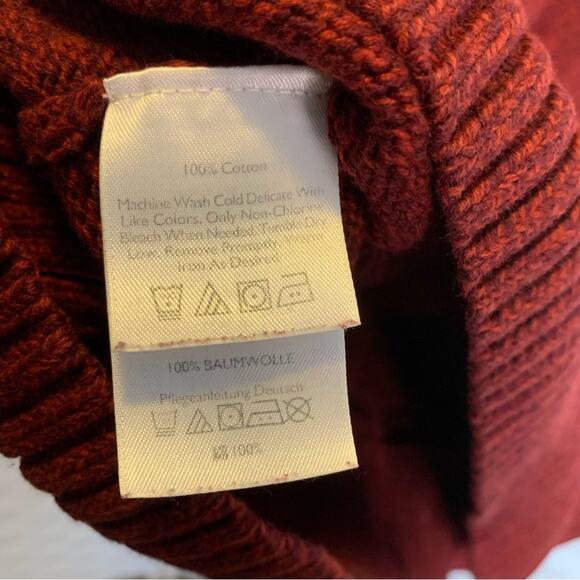 100% Cotton
Machine Wash Cold Delicate With
Like Colors. Only Non-Chlorine
Bleach When Needed. Tumble Dry
Low. Remove Promptly. Warm
Iron As Desired
100% BAUMWOLLE
Pflegeanleitung Deutsch
100%